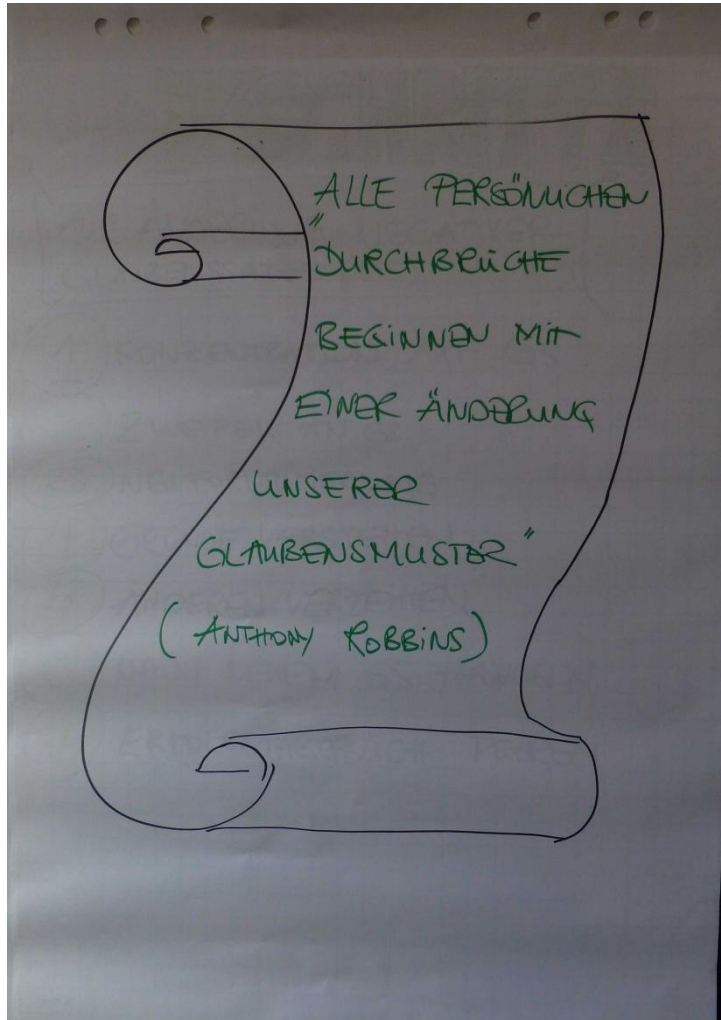 ALLE PERSÖNLICHEN
"DURCHBRÜCHE
BEGINNEN MIT
EINER ÄNDERUNG
UNSERER
GLAUBENSMUSTER"
(ANTHONY ROBBINS)